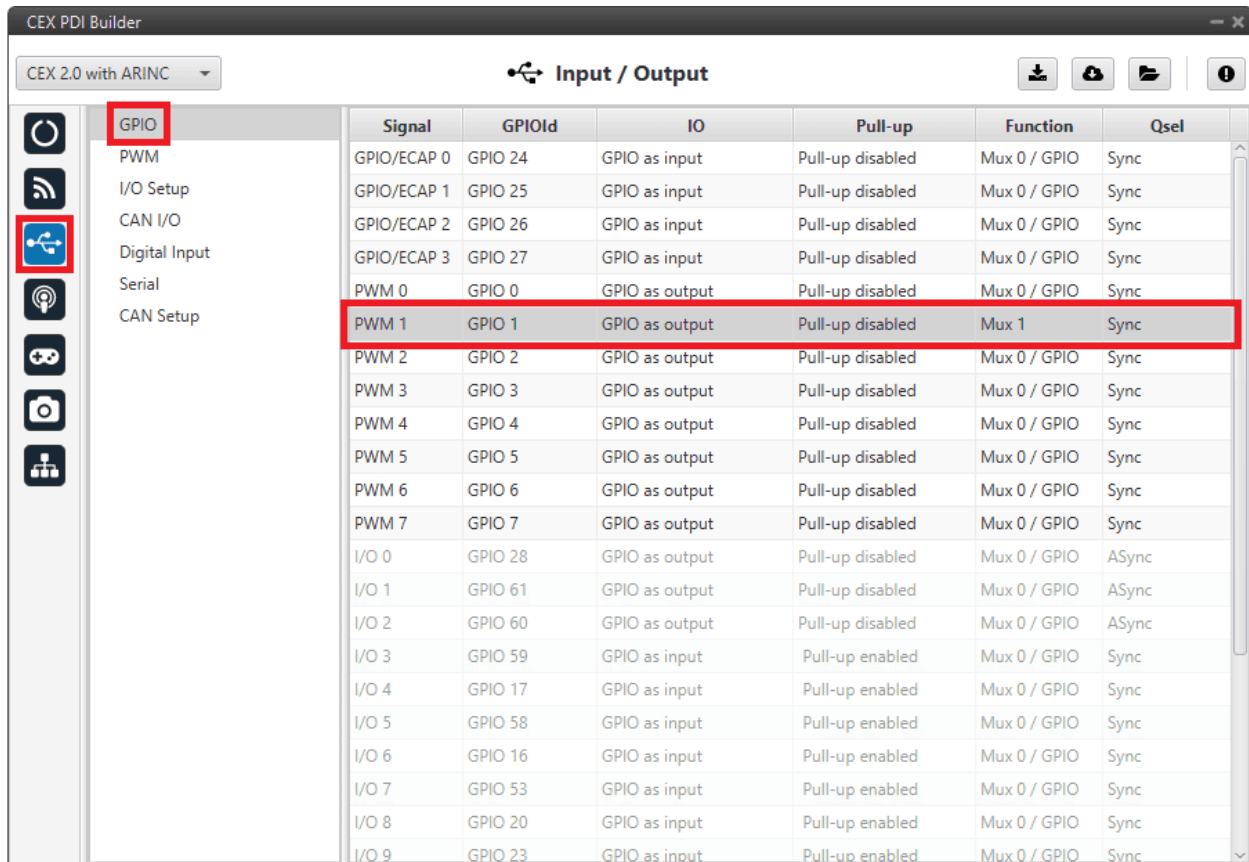 CEX PDI Builder
CEX 2.0 with ARINC
Input / Output
GPIO
PWM
I/O Setup
CAN I/O
Digital Input
Serial
CAN Setup
Signal GPIOId IO Pull-up Function Qsel
GPIO/ECAP 0 GPIO 24 GPIO as input Pull-up disabled Mux 0 / GPIO Sync
GPIO/ECAP 1 GPIO 25 GPIO as input Pull-up disabled Mux 0 / GPIO Sync
GPIO/ECAP 2 GPIO 26 GPIO as input Pull-up disabled Mux 0 / GPIO Sync
GPIO/ECAP 3 GPIO 27 GPIO as input Pull-up disabled Mux 0 / GPIO Sync
PWM 0 GPIO 0 GPIO as output Pull-up disabled Mux 0 / GPIO Sync
PWM 1 GPIO 1 GPIO as output Pull-up disabled Mux 1 Sync
PWM 2 GPIO 2 GPIO as output Pull-up disabled Mux 0 / GPIO Sync
PWM 3 GPIO 3 GPIO as output Pull-up disabled Mux 0 / GPIO Sync
PWM 4 GPIO 4 GPIO as output Pull-up disabled Mux 0 / GPIO Sync
PWM 5 GPIO 5 GPIO as output Pull-up disabled Mux 0 / GPIO Sync
PWM 6 GPIO 6 GPIO as output Pull-up disabled Mux 0 / GPIO Sync
PWM 7 GPIO 7 GPIO as output Pull-up disabled Mux 0 / GPIO Sync
I/O 0 GPIO 28 GPIO as output Pull-up disabled Mux 0 / GPIO ASync
I/O 1 GPIO 61 GPIO as output Pull-up disabled Mux 0 / GPIO ASync
I/O 2 GPIO 60 GPIO as output Pull-up disabled Mux 0 / GPIO ASync
I/O 3 GPIO 59 GPIO as input Pull-up enabled Mux 0 / GPIO Sync
I/O 4 GPIO 17 GPIO as input Pull-up enabled Mux 0 / GPIO Sync
I/O 5 GPIO 58 GPIO as input Pull-up enabled Mux 0 / GPIO Sync
I/O 6 GPIO 16 GPIO as input Pull-up enabled Mux 0 / GPIO Sync
I/O 7 GPIO 53 GPIO as input Pull-up enabled Mux 0 / GPIO Sync
I/O 8 GPIO 20 GPIO as input Pull-up enabled Mux 0 / GPIO Sync
I/O 9 GPIO 23 GPIO as input Pull-up enabled Mux 0 / GPIO Sync